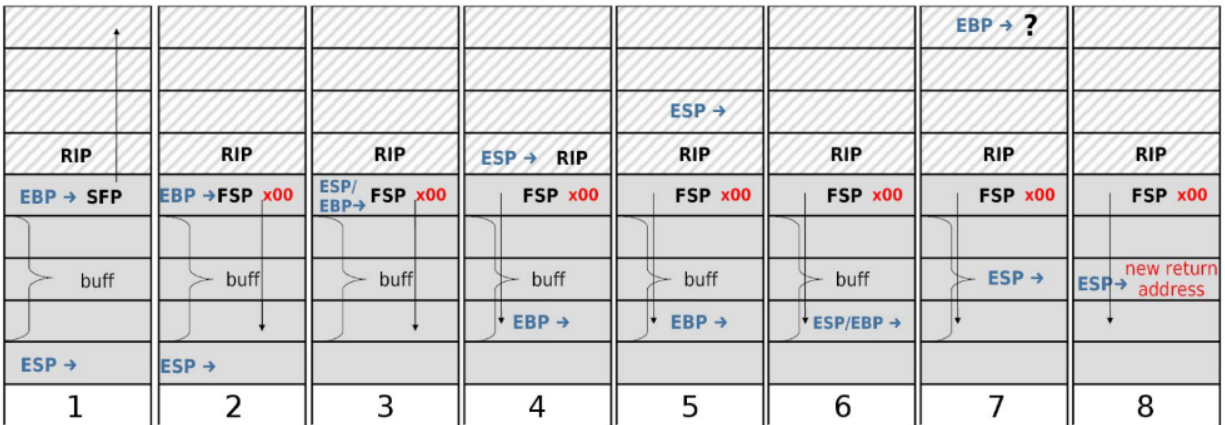 EBP → ?
ESP →
RIP RIP RIP ESP → RIP RIP RIP RIP RIP
EBP → SFP EBP → FSP x00 ESP/ EBP→ FSP x00 FSP x00 FSP x00 FSP x00 FSP x00 FSP x00
buff buff buff buff buff buff ESP → ESP→ new return address
EBP → EBP → ESP/EBP →
ESP → ESP →
1 2 3 4 5 6 7 8